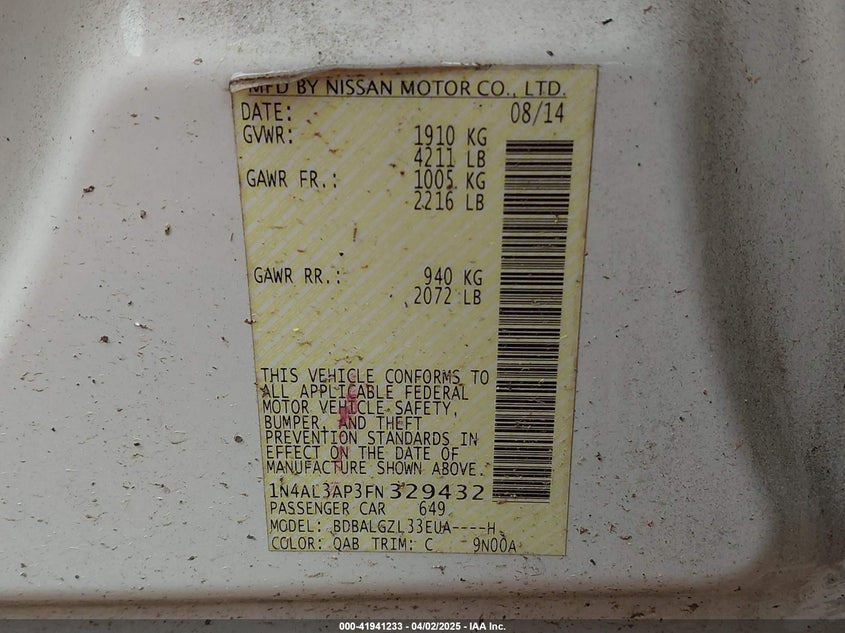 MFD BY NISSAN MOTOR CO., LTD.
DATE: 08/14
GVWR: 1910 KG
4211 LB
GAWR FR.: 1005 KG
2216 LB
GAWR RR.: 940 KG
2072 LB
THIS VEHICLE CONFORMS TO
ALL APPLICABLE FEDERAL
MOTOR VEHICLE SAFETY,
BUMPER, AND THEFT
PREVENTION STANDARDS IN
EFFECT ON THE DATE OF
MANUFACTURE SHOWN ABOVE.
1N4AL3AP3FN329432
PASSENGER CAR 649
MODEL: BDBALGZL33EUA----H
COLOR: QAB TRIM: C 9N00A
000-41941233 - 04/02/2025 - IAA Inc.